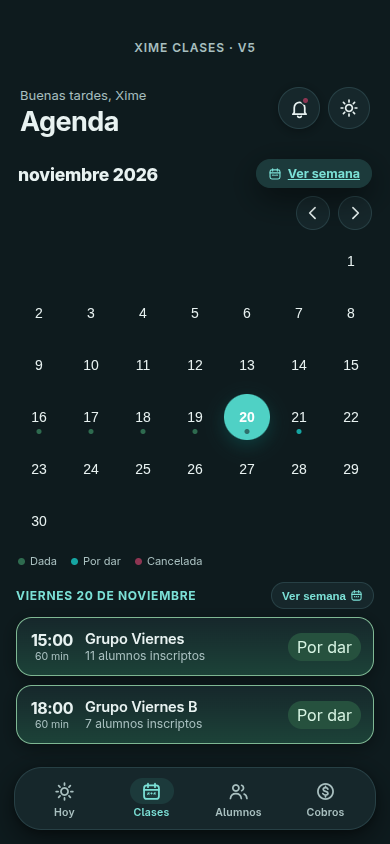 XIME CLASES · V5
Buenas tardes, Xime
Agenda
noviembre 2026
Ver semana
1
2 3 4 5 6 7 8
9 10 11 12 13 14 15
16 17 18 19 20 21 22
23 24 25 26 27 28 29
30
Dada Por dar Cancelada
VIERNES 20 DE NOVIEMBRE
Ver semana
15:00 Grupo Viernes
60 min 11 alumnos inscriptos
Por dar
18:00 Grupo Viernes B
60 min 7 alumnos inscriptos
Por dar
Hoy Clases Alumnos Cobros